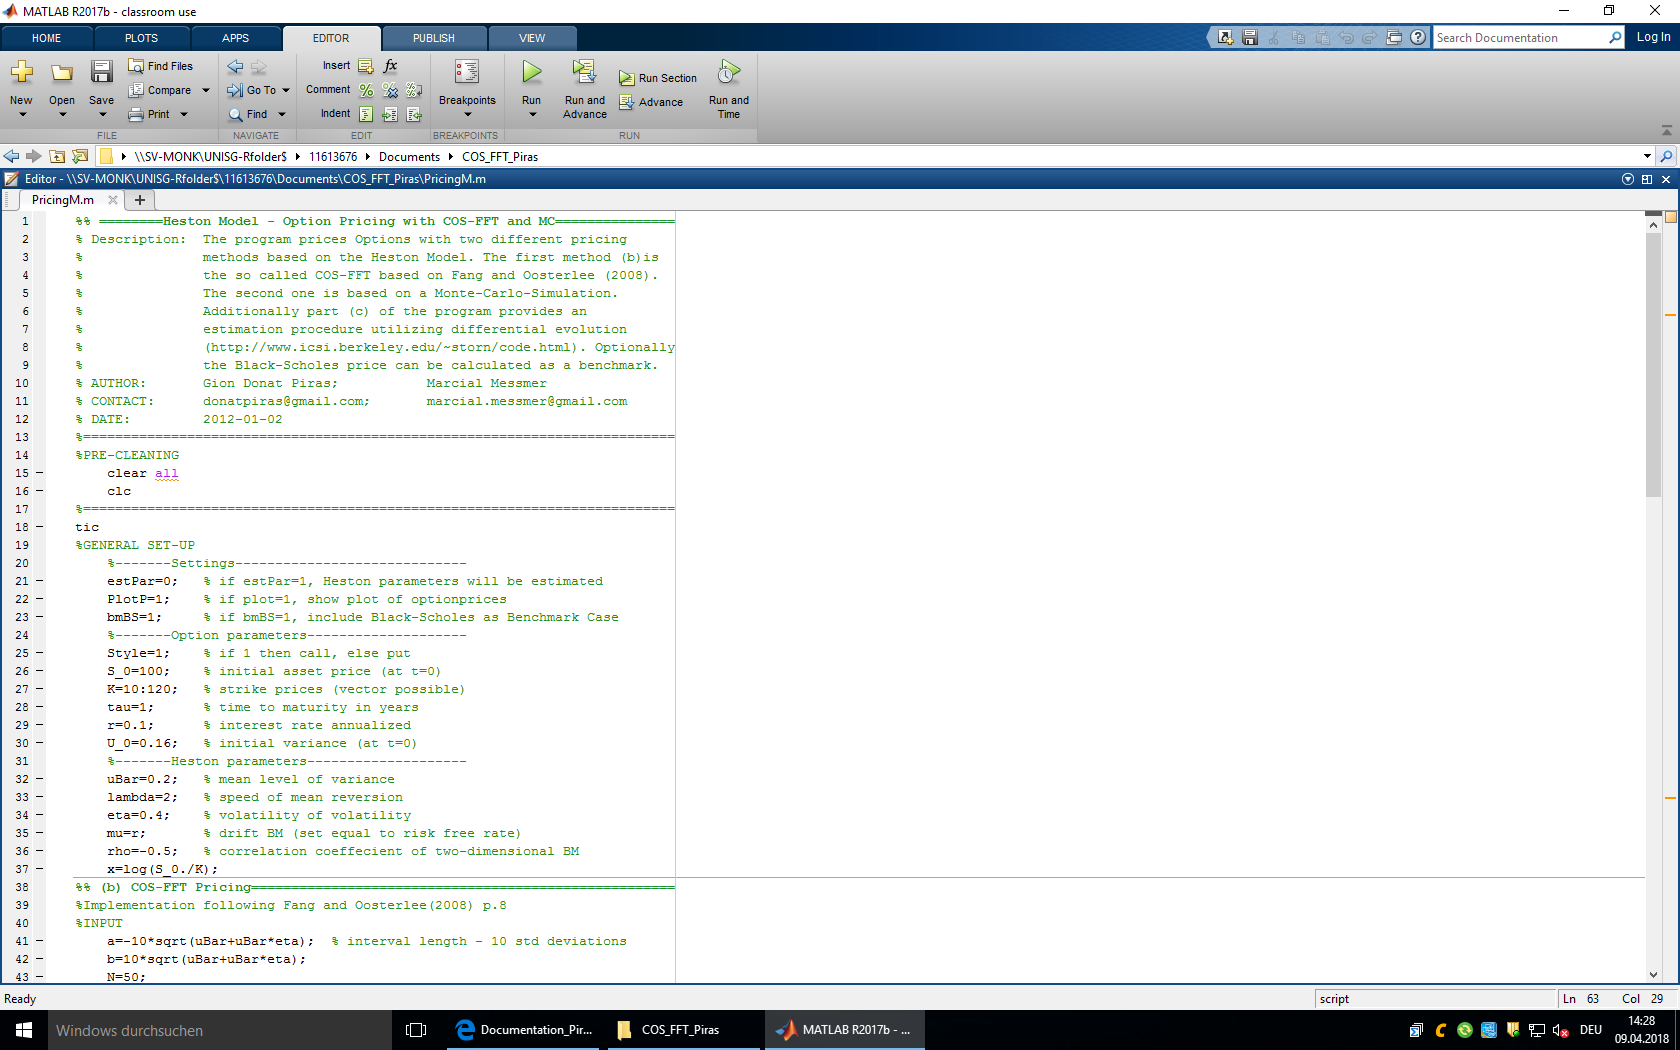 MATLAB R2017b - classroom use
HOME PLOTS APPS EDITOR PUBLISH VIEW
Search Documentation Log In
New Open Save Find Files Compare Print
Go To Find
Insert fx
Comment
Indent
Breakpoints
Run Run and Advance Run Section Advance Run and Time
FILE NAVIGATE EDIT BREAKPOINTS RUN
\\SV-MONK\UNISG-Rfolder$ 11613676 Documents COS_FFT_Piras
Editor - \\SV-MONK\UNISG-Rfolder$\11613676\Documents\COS_FFT_Piras\PricingM.m
PricingM.m
1 %% ========Heston Model - Option Pricing with COS-FFT and MC===============
2 % Description: The program prices Options with two different pricing
3 % methods based on the Heston Model. The first method (b)is
4 % the so called COS-FFT based on Fang and Oosterlee (2008).
5 % The second one is based on a Monte-Carlo-Simulation.
6 % Additionally part (c) of the program provides an
7 % estimation procedure utilizing differential evolution
8 % (http://www.icsi.berkeley.edu/~storn/code.html). Optionally
9 % the Black-Scholes price can be calculated as a benchmark.
10 % AUTHOR: Gion Donat Piras; Marcial Messmer
11 % CONTACT: donatpiras@gmail.com; marcial.messmer@gmail.com
12 % DATE: 2012-01-02
13 %==========================================================================
14 %PRE-CLEANING
15 – clear all
16 – clc
17 %==========================================================================
18 – tic
19 %GENERAL SET-UP
20 %-------Settings-----------------------------
21 – estPar=0; % if estPar=1, Heston parameters will be estimated
22 – PlotP=1; % if plot=1, show plot of optionprices
23 – bmBS=1; % if bmBS=1, include Black-Scholes as Benchmark Case
24 %-------Option parameters--------------------
25 – Style=1; % if 1 then call, else put
26 – S_0=100; % initial asset price (at t=0)
27 – K=10:120; % strike prices (vector possible)
28 – tau=1; % time to maturity in years
29 – r=0.1; % interest rate annualized
30 – U_0=0.16; % initial variance (at t=0)
31 %-------Heston parameters--------------------
32 – uBar=0.2; % mean level of variance
33 – lambda=2; % speed of mean reversion
34 – eta=0.4; % volatility of volatility
35 – mu=r; % drift BM (set equal to risk free rate)
36 – rho=-0.5; % correlation coeffecient of two-dimensional BM
37 – x=log(S_0./K);
38 %% (b) COS-FFT Pricing=====================================================
39 %Implementation following Fang and Oosterlee(2008) p.8
40 %INPUT
41 – a=-10*sqrt(uBar+uBar*eta); % interval length - 10 std deviations
42 – b=10*sqrt(uBar+uBar*eta);
43 – N=50;
Ready script Ln 63 Col 29
Windows durchsuchen Documentation_Pir... COS_FFT_Piras MATLAB R2017b - ... DEU 14:28
09.04.2018